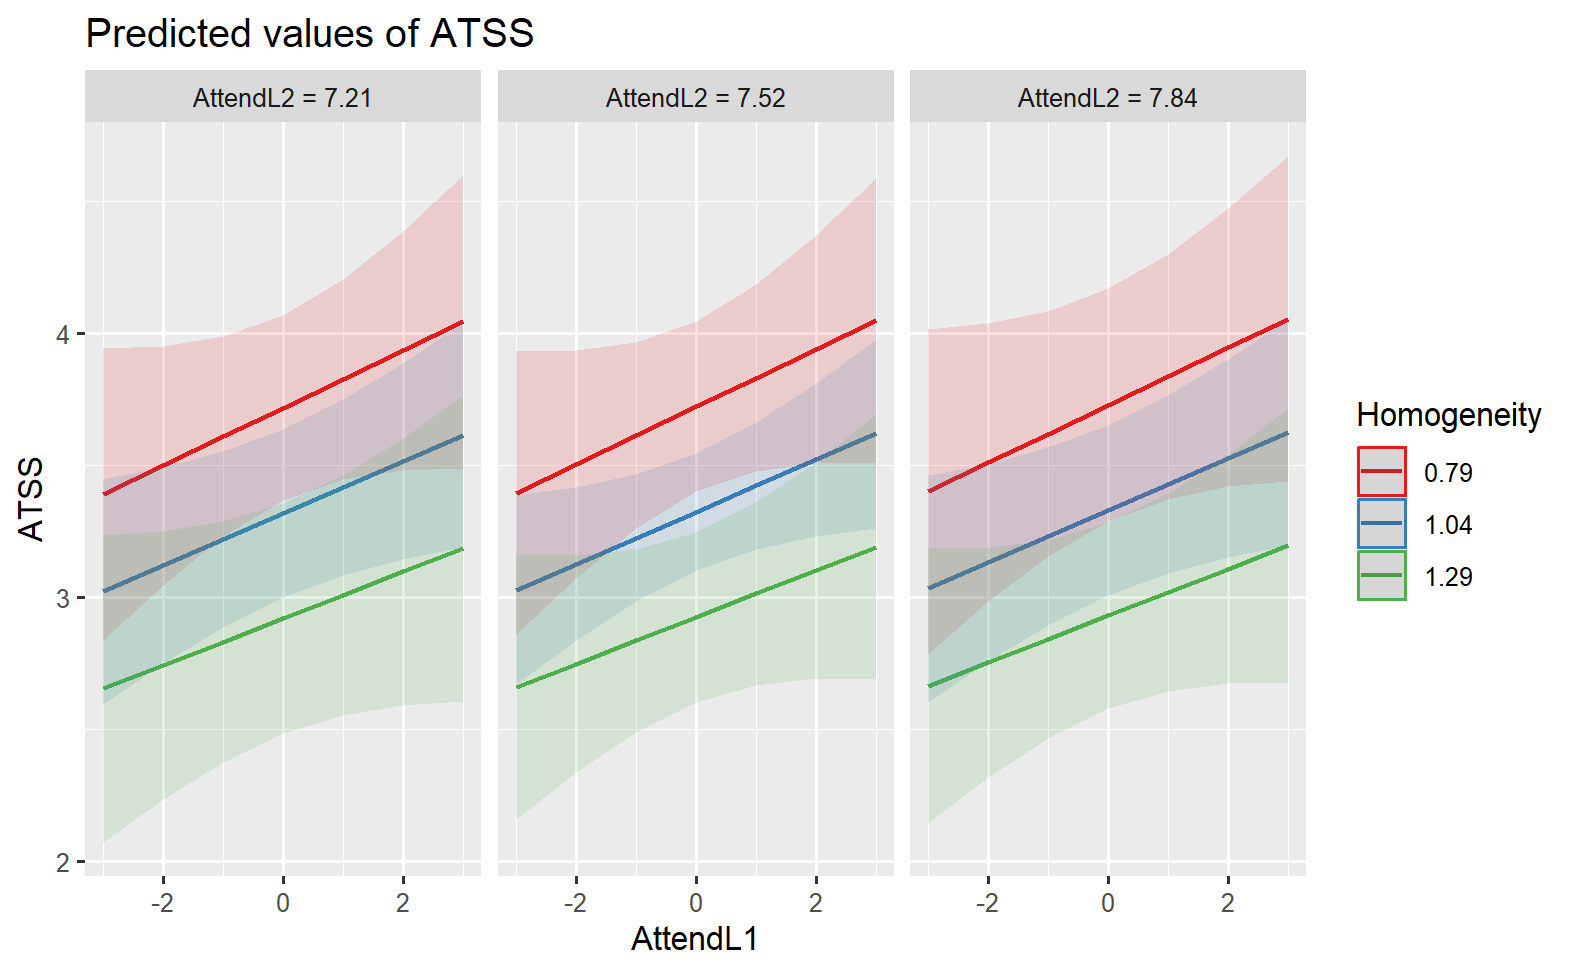 Predicted values of ATSS
AttendL2 = 7.21
AttendL2 = 7.52
AttendL2 = 7.84
ATSS
4
3
2
-2 0 2
-2 0 2
-2 0 2
AttendL1
Homogeneity
0.79
1.04
1.29